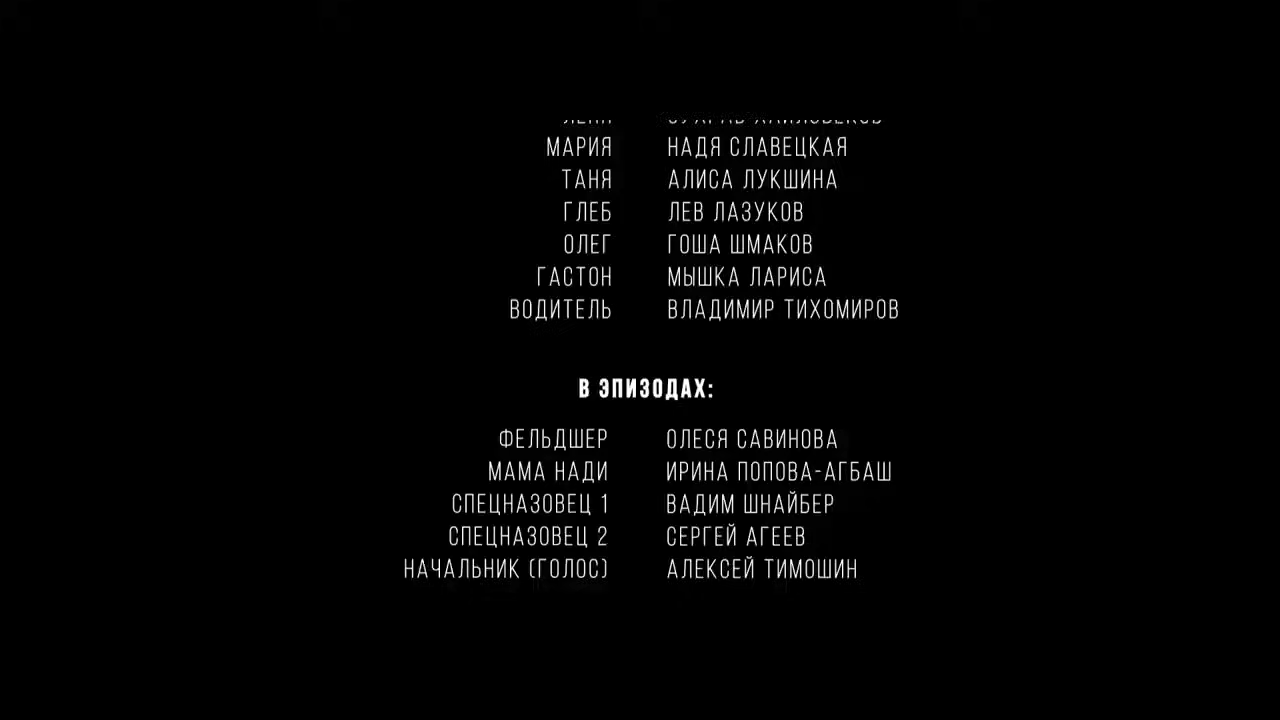 МАРИЯ НАДЯ СЛАВЕЦКАЯ
ТАНЯ АЛИСА ЛУКШИНА
ГЛЕБ ЛЕВ ЛАЗУКОВ
ОЛЕГ ГОША ШМАКОВ
ГАСТОН МЫШКА ЛАРИСА
ВОДИТЕЛЬ ВЛАДИМИР ТИХОМИРОВ
В ЭПИЗОДАХ:
ФЕЛЬДШЕР ОЛЕСЯ САВИНОВА
МАМА НАДИ ИРИНА ПОПОВА-АГБАШ
СПЕЦНАЗОВЕЦ 1 ВАДИМ ШНАЙБЕР
СПЕЦНАЗОВЕЦ 2 СЕРГЕЙ АГЕЕВ
НАЧАЛЬНИК (ГОЛОС) АЛЕКСЕЙ ТИМОШИН